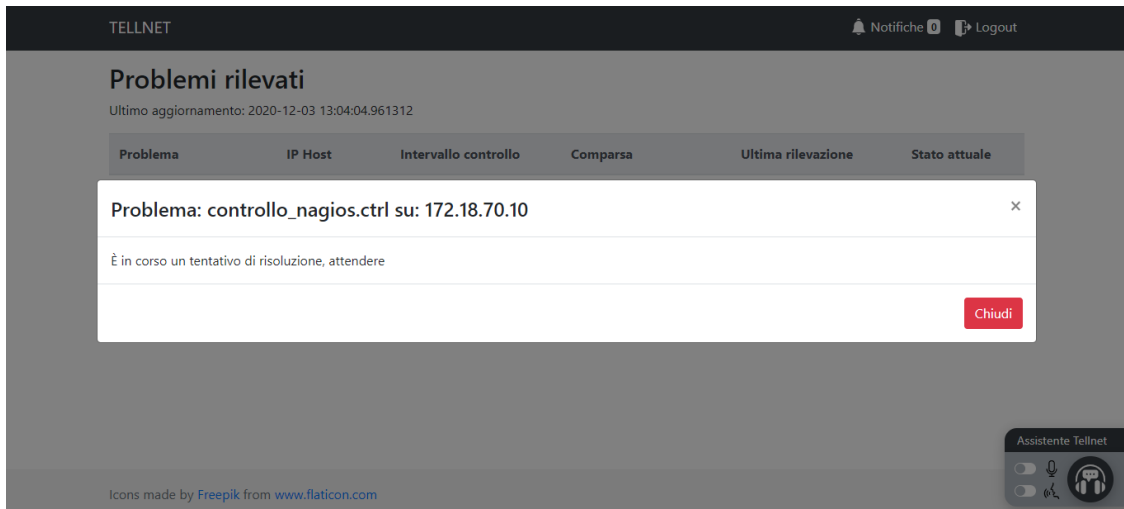 TELLNET
Notifiche 0 Logout
Problemi rilevati
Ultimo aggiornamento: 2020-12-03 13:04:04.961312
Problema IP Host Intervallo controllo Comparsa Ultima rilevazione Stato attuale
Problema: controllo_nagios.ctrl su: 172.18.70.10 ×
È in corso un tentativo di risoluzione, attendere
Chiudi
Assistente Tellnet
Icons made by Freepik from www.flaticon.com